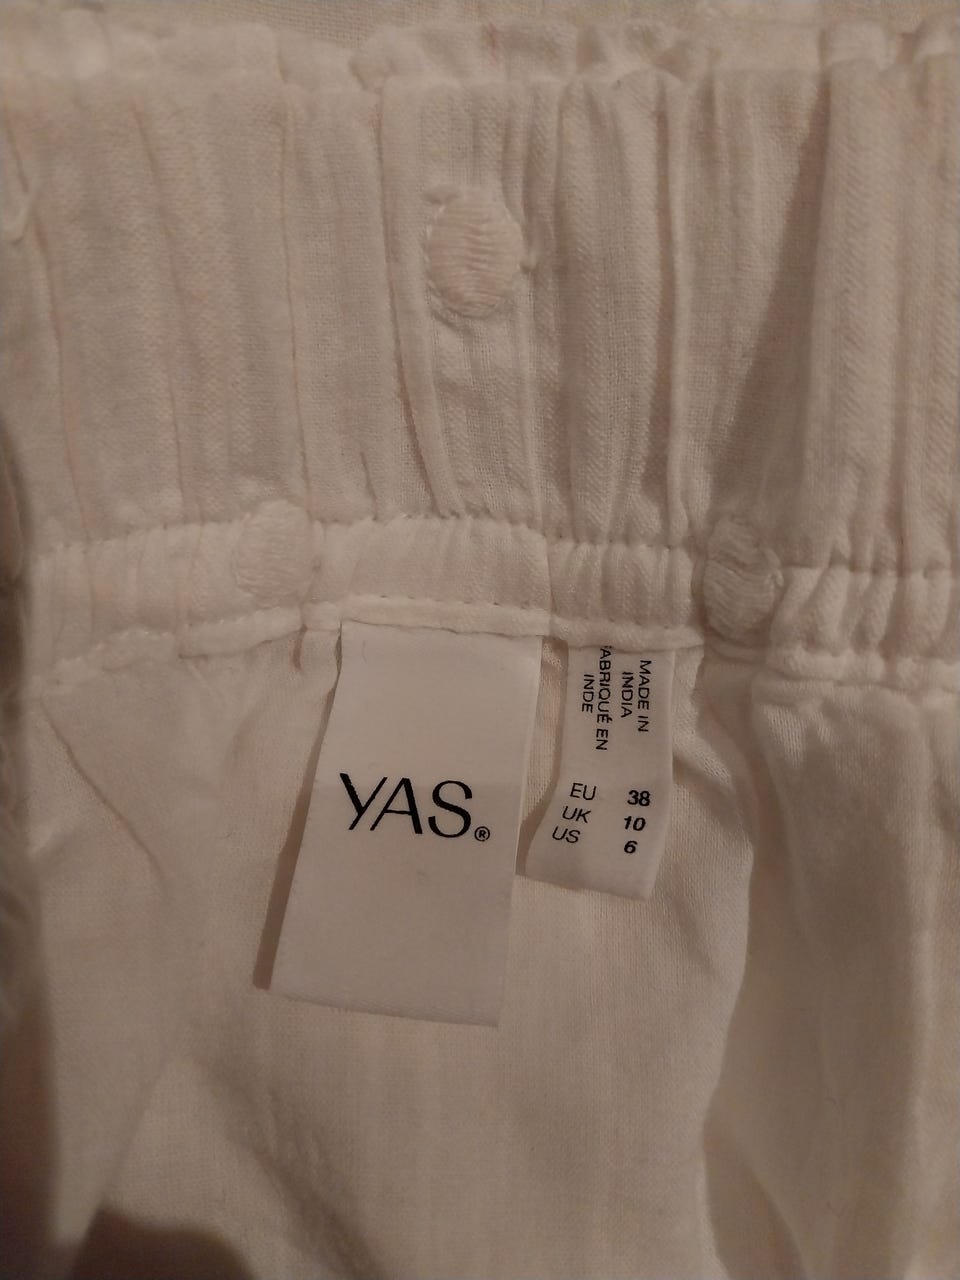 YAS®
MADE IN
INDIA
FABRIQUÉ EN
INDE
EU 38
UK 10
US 6